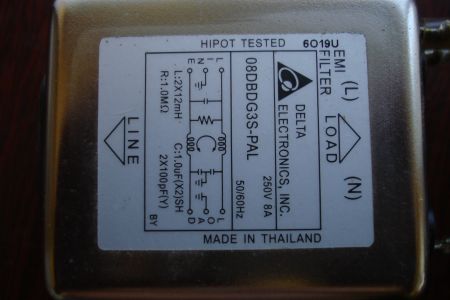 HIPOT TESTED 6O19U
EMI
FILTER
(L)
LOAD
(N)
DELTA
ELECTRONICS, INC.
250V 8A
08DBDG3S-PAL
50/60Hz
L I N E
L O A D
L:2X12mH C:1.0uF(X2)SH
R:1.0MΩ 2X100pF(Y)
BY
LINE
MADE IN THAILAND